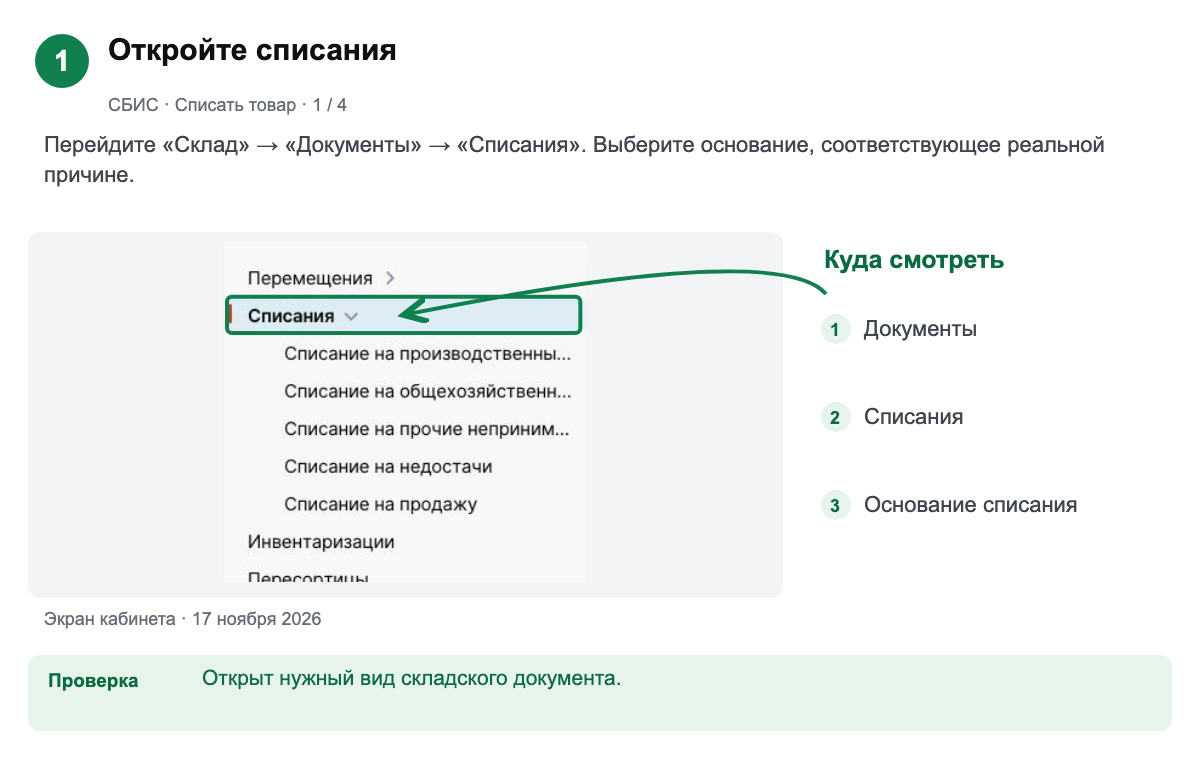 1
Откройте списания
СБИС · Списать товар · 1 / 4
Перейдите «Склад» → «Документы» → «Списания». Выберите основание, соответствующее реальной
причине.
Перемещения
Списания
Списание на производственны...
Списание на общехозяйственн...
Списание на прочие неприним...
Списание на недостачи
Списание на продажу
Инвентаризации
Пересортицы
Куда смотреть
1 Документы
2 Списания
3 Основание списания
Экран кабинета · 17 ноября 2026
Проверка Открыт нужный вид складского документа.